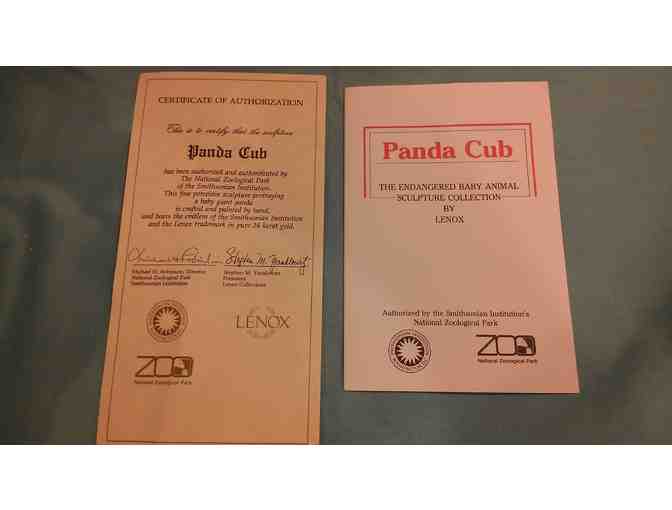 CERTIFICATE OF AUTHORIZATION
This is to certify that the sculpture
Panda Cub
has been authorized and authenticated by
The National Zoological Park
of the Smithsonian Institution.
This fine porcelain sculpture portraying
a baby giant panda
is crafted and painted by hand,
and bears the emblem of the Smithsonian Institution
and the Lenox trademark in pure 24 karat gold.
Michael H. Robinson, Director
National Zoological Park
Smithsonian Institution
Stephen M.
President
Lenox Collections
LENOX
ZOO
National Zoological Park
Panda Cub
THE ENDANGERED BABY ANIMAL
SCULPTURE COLLECTION
BY
LENOX
Authorized by the Smithsonian Institution's
National Zoological Park
ZOO
National Zoological Park